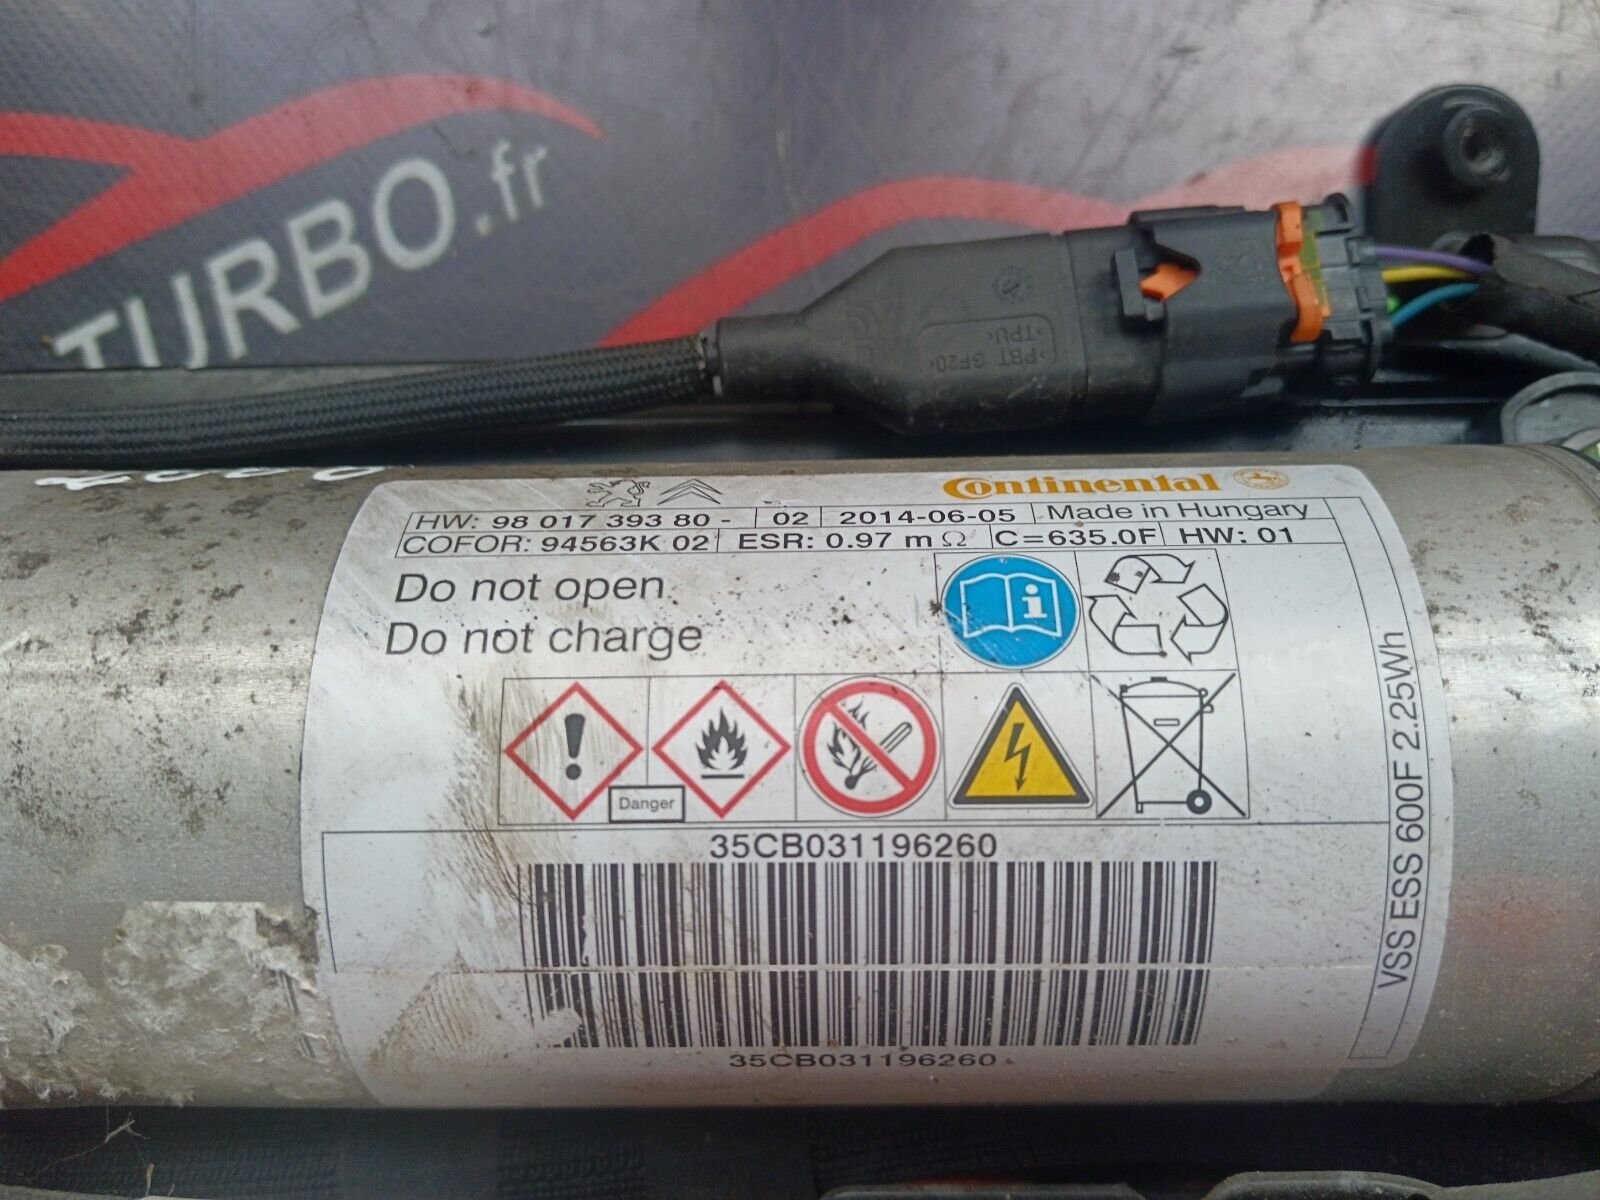 TURBO.fr
>PBT GF20<
>TPU<
Continental
HW: 98 017 393 80 - 02 2014-06-05 Made in Hungary
COFOR: 94563K 02 ESR: 0.97 m Ω C=635.0F HW: 01
Do not open.
Do not charge
Danger
35CB031196260
35CB031196260
VSS ESS 600F 2.25Wh